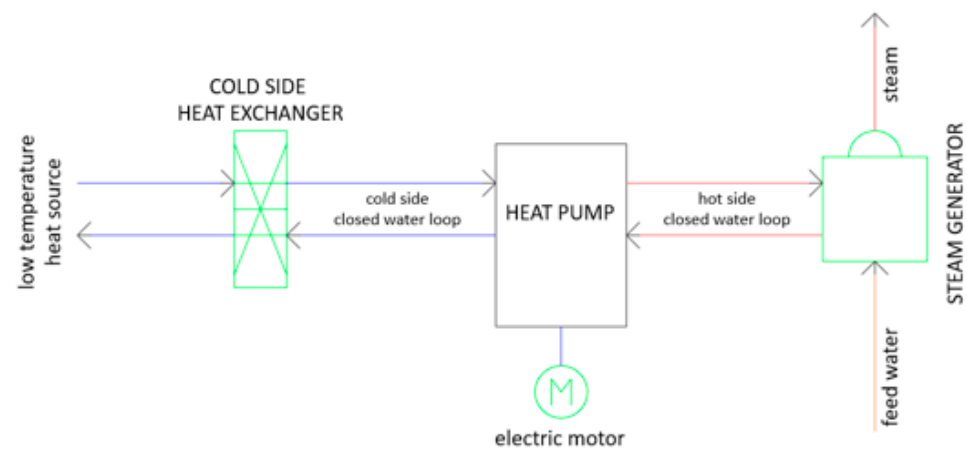 COLD SIDE
HEAT EXCHANGER
low temperature
heat source
cold side
closed water loop
HEAT PUMP
hot side
closed water loop
steam
STEAM GENERATOR
feed water
M
electric motor